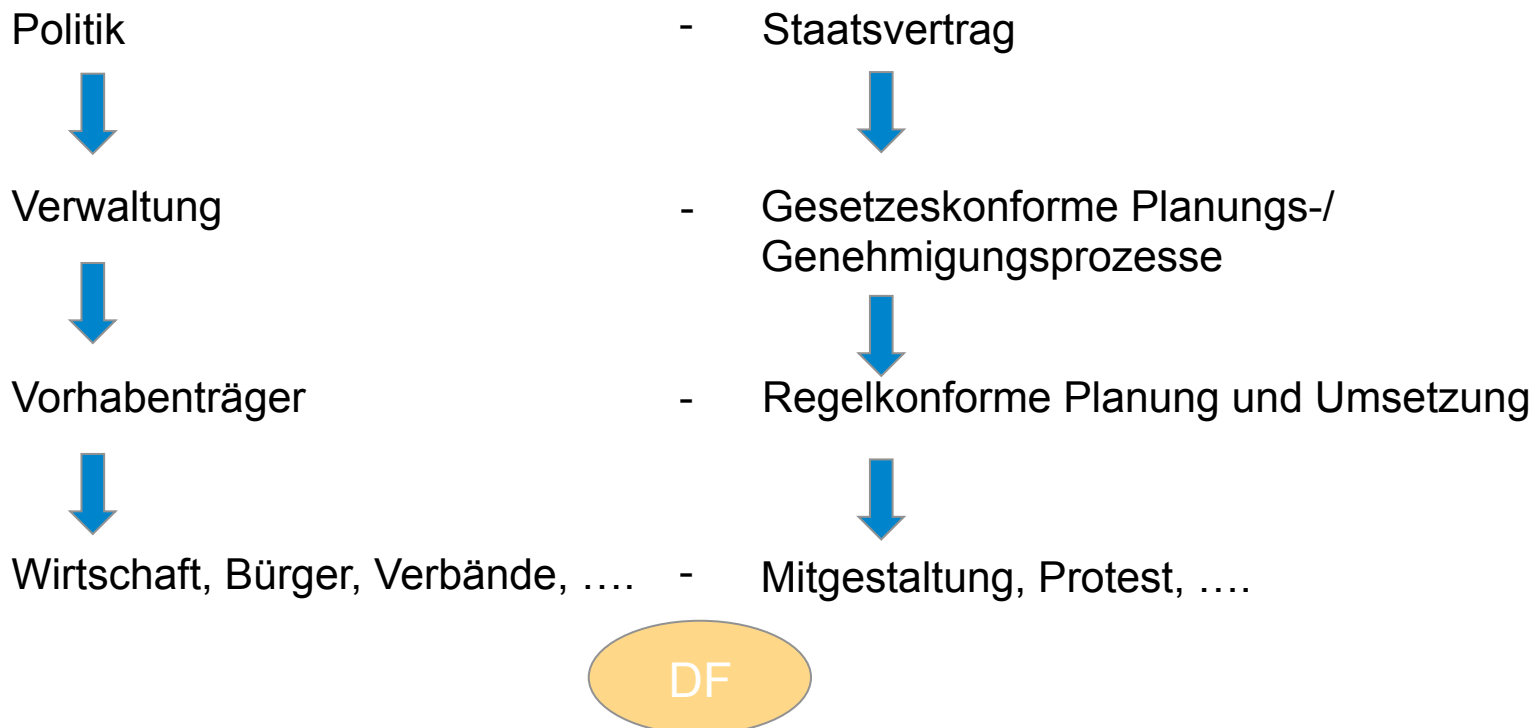 Politik - Staatsvertrag
Verwaltung - Gesetzeskonforme Planungs-/
Genehmigungsprozesse
Vorhabenträger - Regelkonforme Planung und Umsetzung
Wirtschaft, Bürger, Verbände, …. - Mitgestaltung, Protest, ….
DF